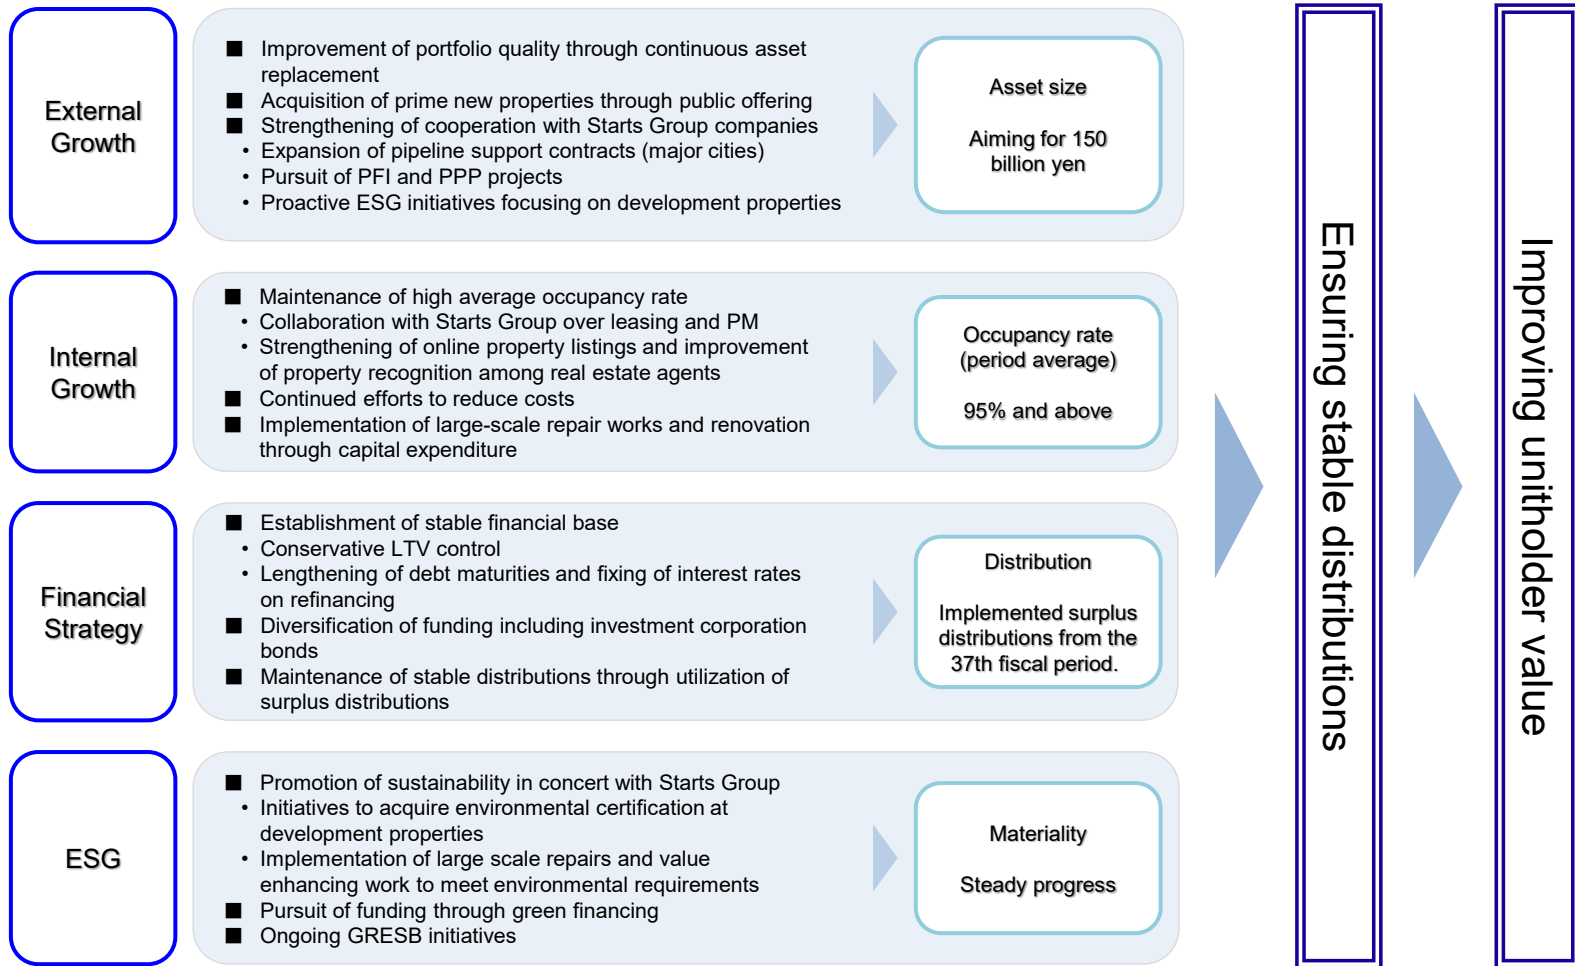 External
Growth
■ Improvement of portfolio quality through continuous asset
replacement
■ Acquisition of prime new properties through public offering
■ Strengthening of cooperation with Starts Group companies
・ Expansion of pipeline support contracts (major cities)
・ Pursuit of PFI and PPP projects
・ Proactive ESG initiatives focusing on development properties
Asset size
Aiming for 150
billion yen
Internal
Growth
■ Maintenance of high average occupancy rate
・ Collaboration with Starts Group over leasing and PM
・ Strengthening of online property listings and improvement
of property recognition among real estate agents
■ Continued efforts to reduce costs
■ Implementation of large-scale repair works and renovation
through capital expenditure
Occupancy rate
(period average)
95% and above
Financial
Strategy
■ Establishment of stable financial base
・ Conservative LTV control
・ Lengthening of debt maturities and fixing of interest rates
on refinancing
■ Diversification of funding including investment corporation
bonds
■ Maintenance of stable distributions through utilization of
surplus distributions
Distribution
Implemented surplus
distributions from the
37th fiscal period.
ESG
■ Promotion of sustainability in concert with Starts Group
・ Initiatives to acquire environmental certification at
development properties
・ Implementation of large scale repairs and value
enhancing work to meet environmental requirements
■ Pursuit of funding through green financing
■ Ongoing GRESB initiatives
Materiality
Steady progress
Ensuring stable distributions
Improving unitholder value